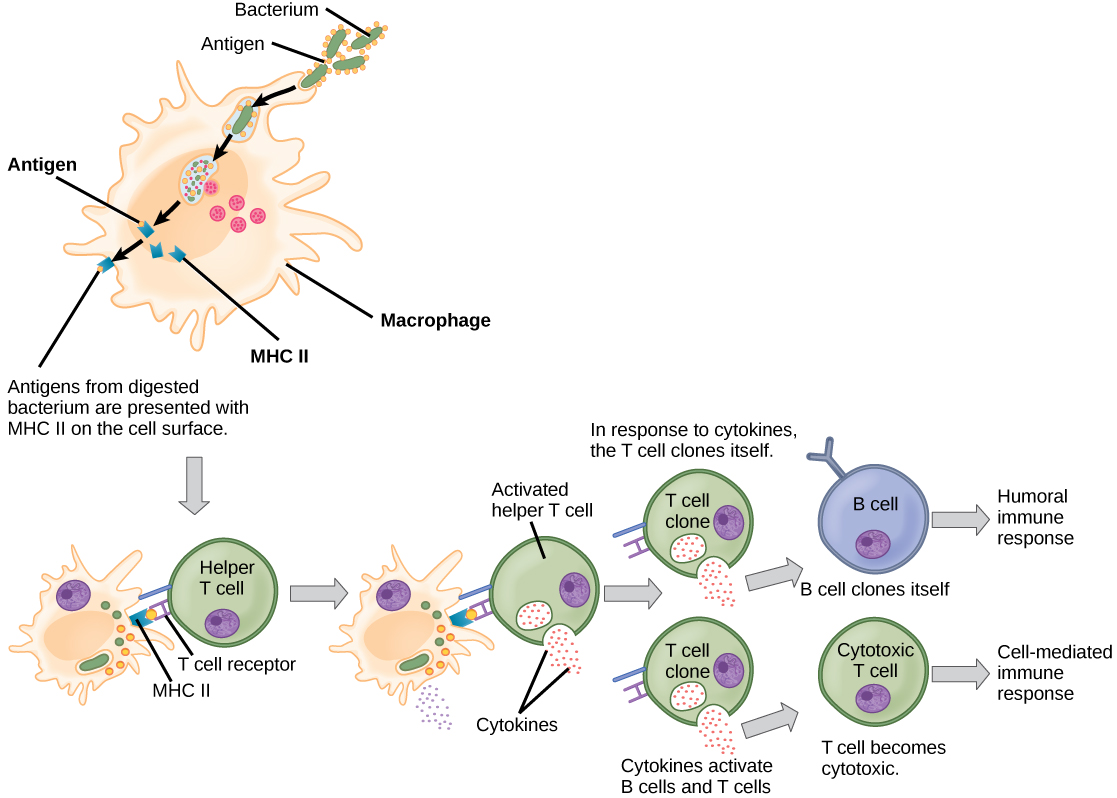 Bacterium
Antigen
Antigen
Macrophage
MHC II
Antigens from digested
bacterium are presented with
MHC II on the cell surface.
In response to cytokines,
the T cell clones itself.
Activated
helper T cell
T cell
clone
B cell
Humoral
immune
response
B cell clones itself
Helper
T cell
T cell receptor
MHC II
Cytokines
T cell
clone
Cytotoxic
T cell
Cell-mediated
immune
response
T cell becomes
cytotoxic.
Cytokines activate
B cells and T cells